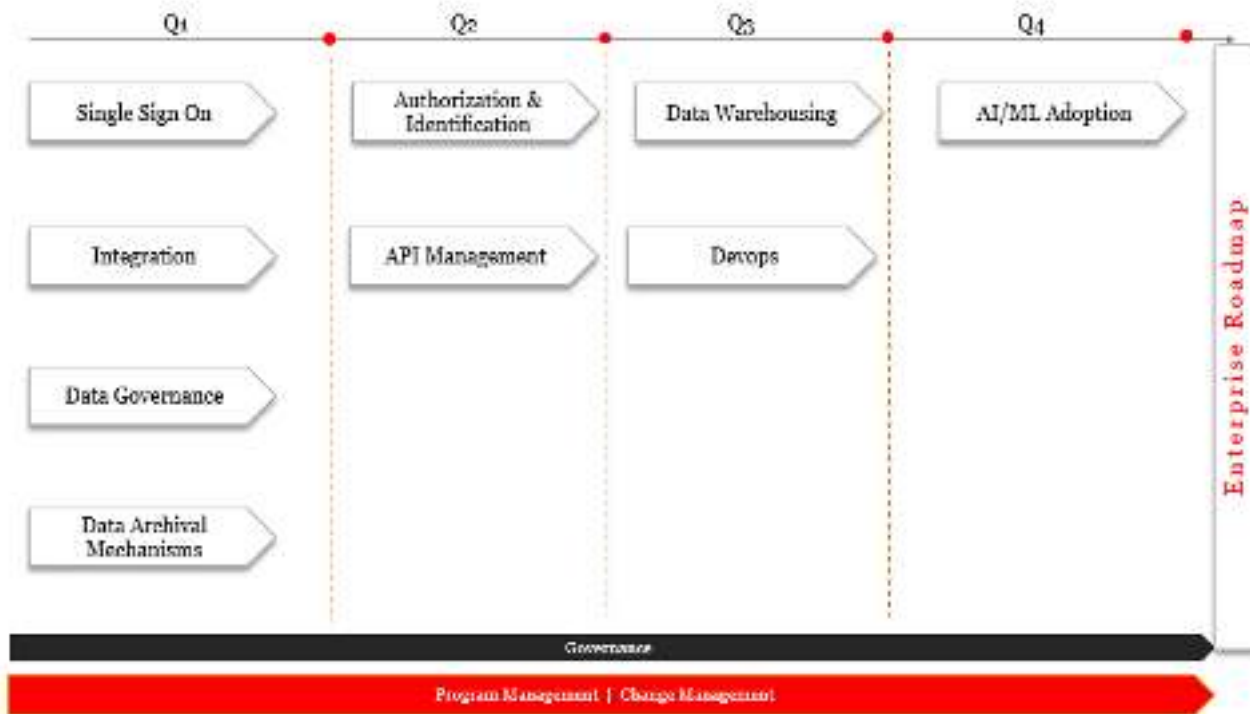 Q1
Q2
Q3
Q4
Single Sign On
Authorization &
Identification
Data Warehousing
AI/ML Adoption
Integration
API Management
Devops
Data Governance
Data Archival
Mechanisms
Enterprise Roadmap
Governance
Program Management | Change Management